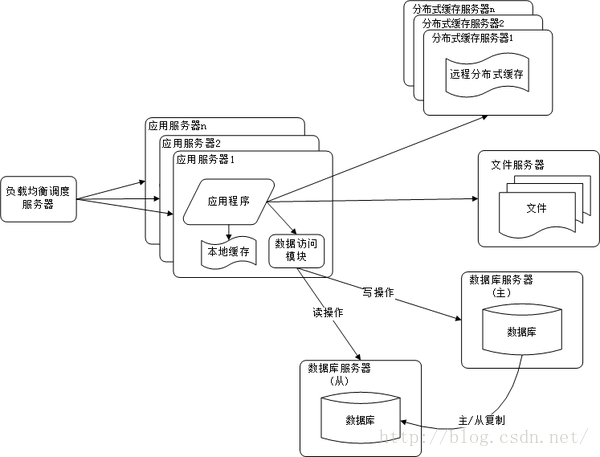 分布式缓存服务器n
分布式缓存服务器2
分布式缓存服务器1
远程分布式缓存
应用服务器n
应用服务器2
应用服务器1
负载均衡调度
服务器
应用程序
本地缓存
数据访问
模块
文件服务器
文件
读操作
写操作
数据库服务器
(主)
数据库
数据库服务器
(从)
数据库
主/从复制
http://blog.csdn.net/